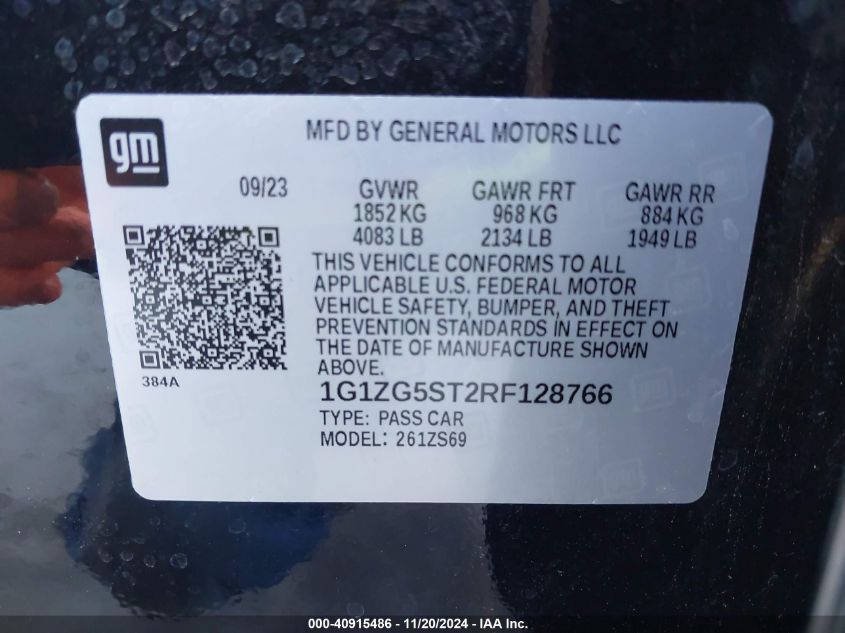 gm
MFD BY GENERAL MOTORS LLC
09/23
GVWR GAWR FRT GAWR RR
1852 KG 968 KG 884 KG
4083 LB 2134 LB 1949 LB
THIS VEHICLE CONFORMS TO ALL
APPLICABLE U.S. FEDERAL MOTOR
VEHICLE SAFETY, BUMPER, AND THEFT
PREVENTION STANDARDS IN EFFECT ON
THE DATE OF MANUFACTURE SHOWN
ABOVE.
384A
1G1ZG5ST2RF128766
TYPE: PASS CAR
MODEL: 261ZS69
000-40915486 - 11/20/2024 - IAA Inc.